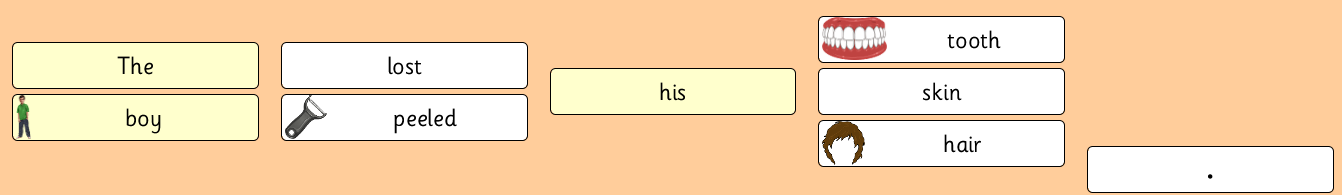 The
boy
lost
peeled
his
tooth
skin
hair
.